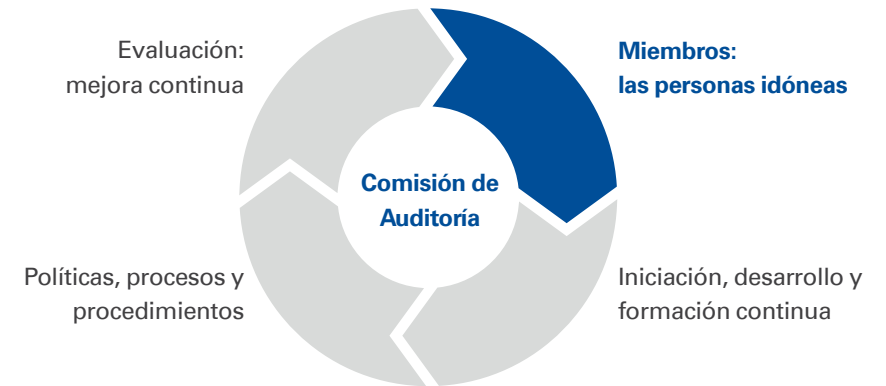 Evaluación:
mejora continua
Miembros:
las personas idóneas
Comisión de
Auditoría
Políticas, procesos y
procedimientos
Iniciación, desarrollo y
formación continua